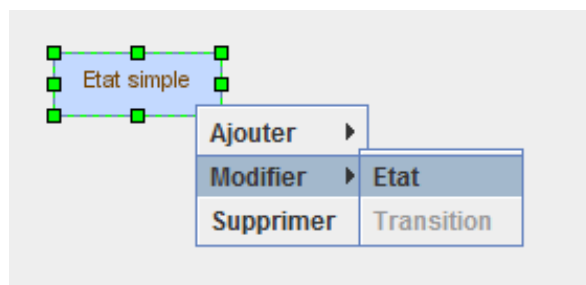 Etat simple
Ajouter
Modifier
Supprimer
Etat
Transition